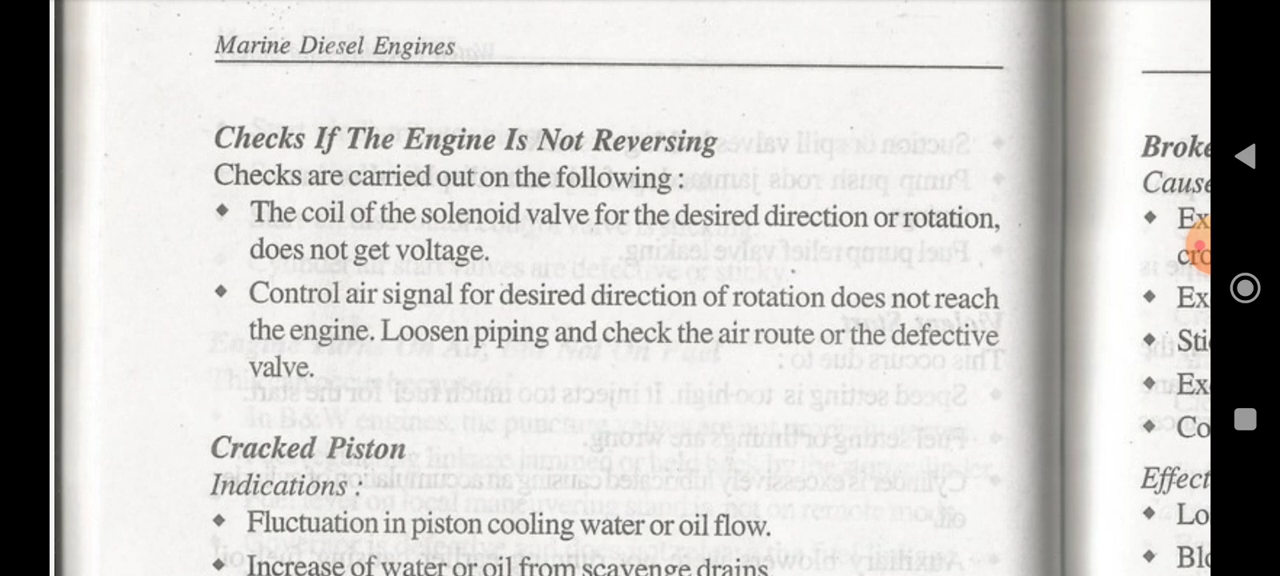 Marine Diesel Engines
Checks If The Engine Is Not Reversing
Checks are carried out on the following :
◆ The coil of the solenoid valve for the desired direction or rotation,
does not get voltage.
◆ Control air signal for desired direction of rotation does not reach
the engine. Loosen piping and check the air route or the defective
valve.
Cracked Piston
Indications :
◆ Fluctuation in piston cooling water or oil flow.
◆ Increase of water or oil from scavenge drains
Broke
Cause
◆ Ex
cro
◆ Ex
◆ Sti
◆ Ex
◆ Co
Effect
◆ Lo
◆ Blo